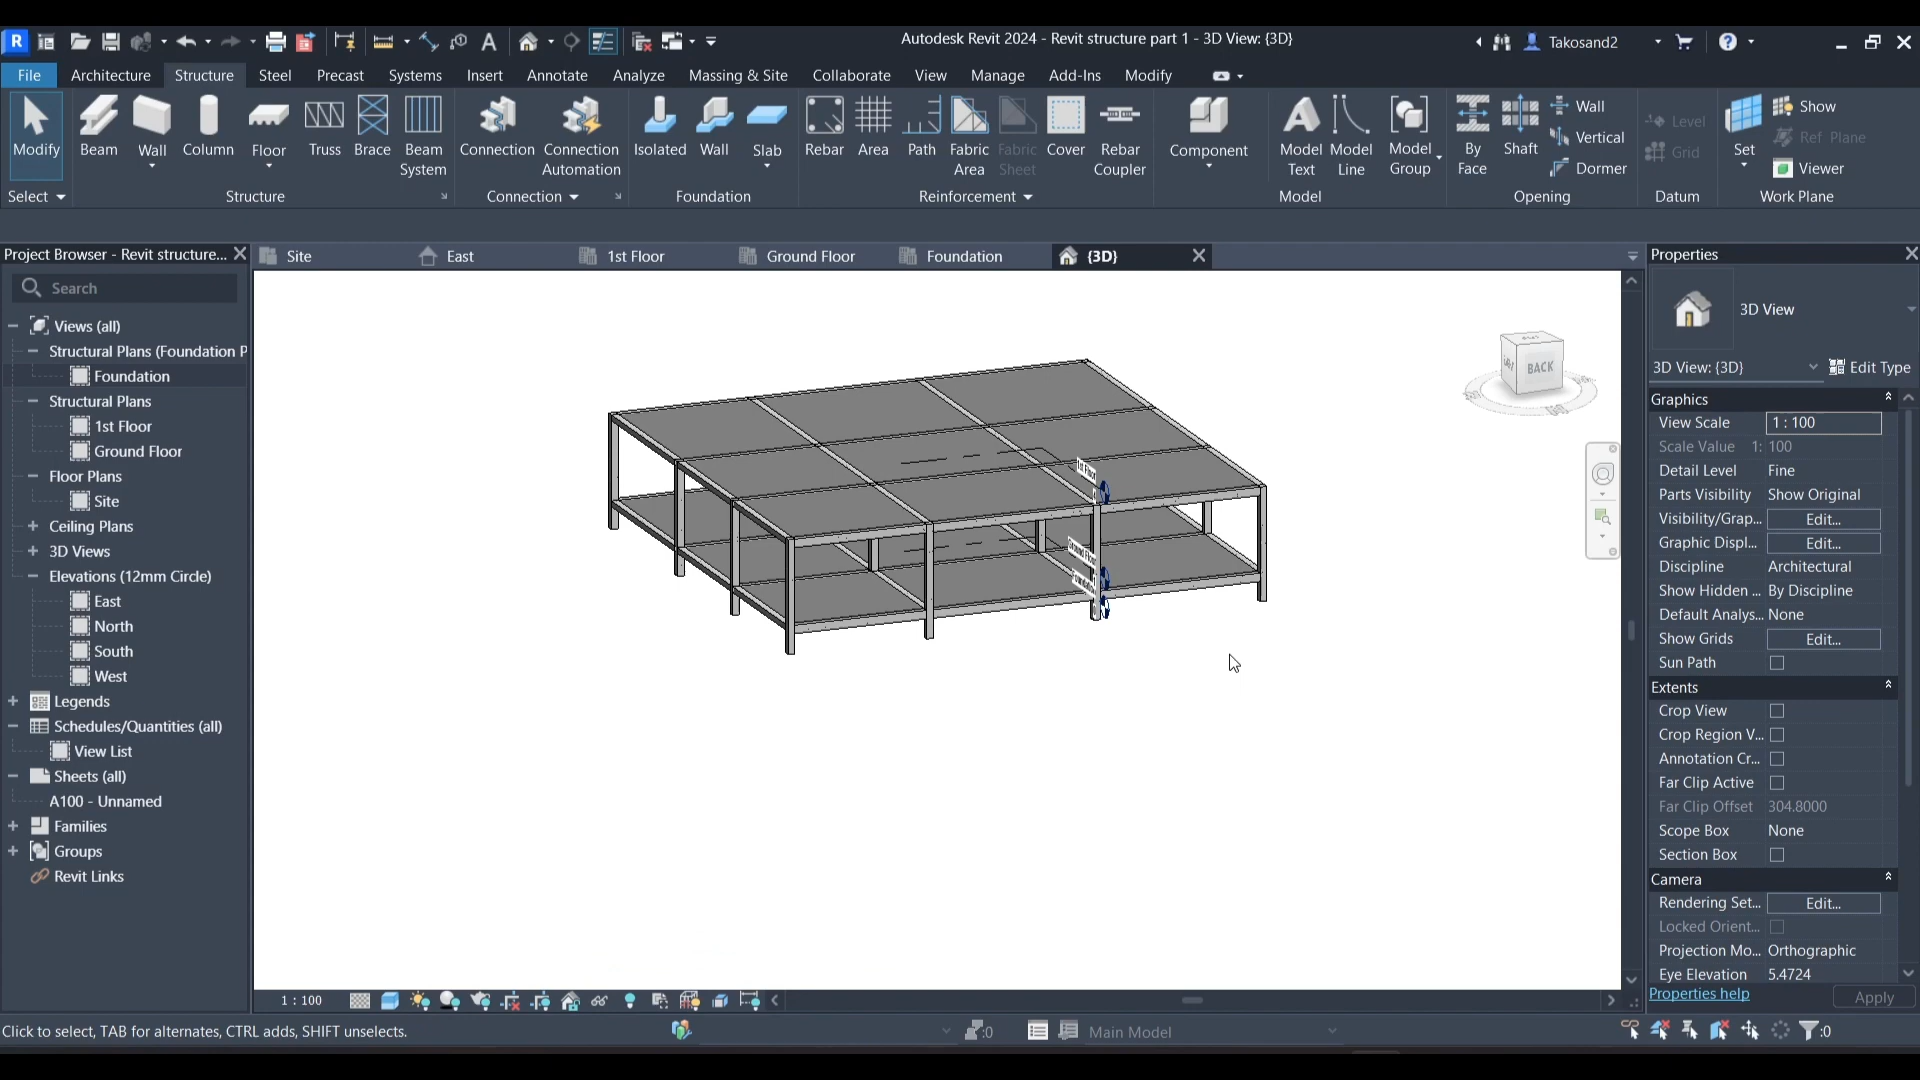 Autodesk Revit 2024 - Revit structure part 1 - 3D View: {3D}
Takosand2
File Architecture Structure Steel Precast Systems Insert Annotate Analyze Massing & Site Collaborate View Manage Add-Ins Modify
Modify
Beam
Wall
Column
Floor
Truss
Brace
Beam
System
Connection
Connection
Automation
Isolated
Wall
Slab
Rebar
Area
Path
Fabric
Area
Fabric
Sheet
Cover
Rebar
Coupler
Component
Model
Text
Model
Line
Model
Group
By
Face
Shaft
Wall
Vertical
Dormer
Level
Grid
Set
Show
Ref Plane
Viewer
Select
Structure
Connection
Foundation
Reinforcement
Model
Opening
Datum
Work Plane
Project Browser - Revit structure...
Search
Views (all)
Structural Plans (Foundation P
Foundation
Structural Plans
1st Floor
Ground Floor
Floor Plans
Site
Ceiling Plans
3D Views
Elevations (12mm Circle)
East
North
South
West
Legends
Schedules/Quantities (all)
View List
Sheets (all)
A100 - Unnamed
Families
Groups
Revit Links
Site
East
1st Floor
Ground Floor
Foundation
{3D}
BACK
Properties
3D View
3D View: {3D}
Edit Type
Graphics
View Scale 1 : 100
Scale Value 1: 100
Detail Level Fine
Parts Visibility Show Original
Visibility/Grap... Edit...
Graphic Displ... Edit...
Discipline Architectural
Show Hidden ... By Discipline
Default Analys... None
Show Grids Edit...
Sun Path
Extents
Crop View
Crop Region V...
Annotation Cr...
Far Clip Active
Far Clip Offset 304.8000
Scope Box None
Section Box
Camera
Rendering Set... Edit...
Locked Orient...
Projection Mo... Orthographic
Eye Elevation 5.4724
Properties help
Apply
1 : 100
Click to select, TAB for alternates, CTRL adds, SHIFT unselects.
:0
Main Model
:0